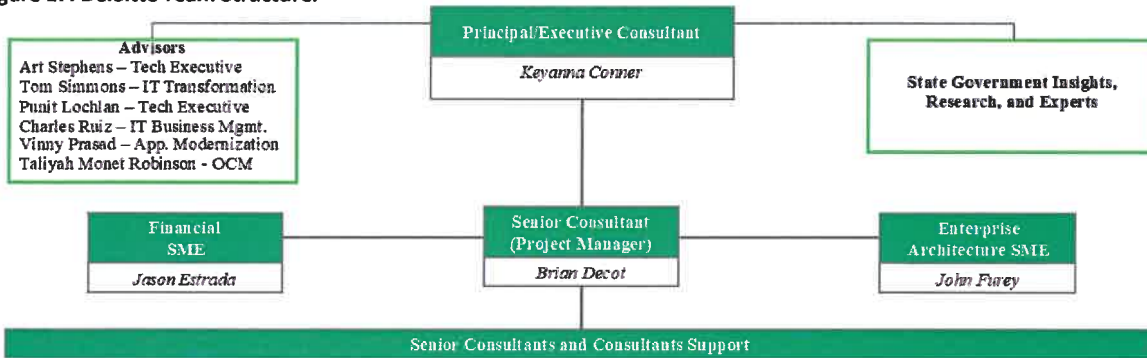 Deloitte Team Structure.
Principal/Executive Consultant
Keyanna Conner
Advisors
Art Stephens – Tech Executive
Tom Simmons – IT Transformation
Punit Lochlan – Tech Executive
Charles Ruiz – IT Business Mgmt.
Vinny Prasad – App. Modernization
Taliyah Monet Robinson - OCM
State Government Insights,
Research, and Experts
Financial
SME
Jason Estrada
Senior Consultant
(Project Manager)
Brian Decot
Enterprise
Architecture SME
John Furey
Senior Consultants and Consultants Support